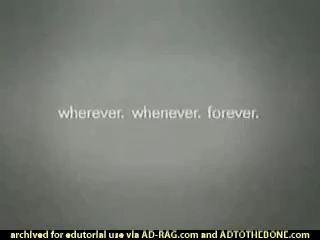 wherever. whenever. forever.
archived for edutorial use via AD-RAG.com and ADTOTHEBONE.com